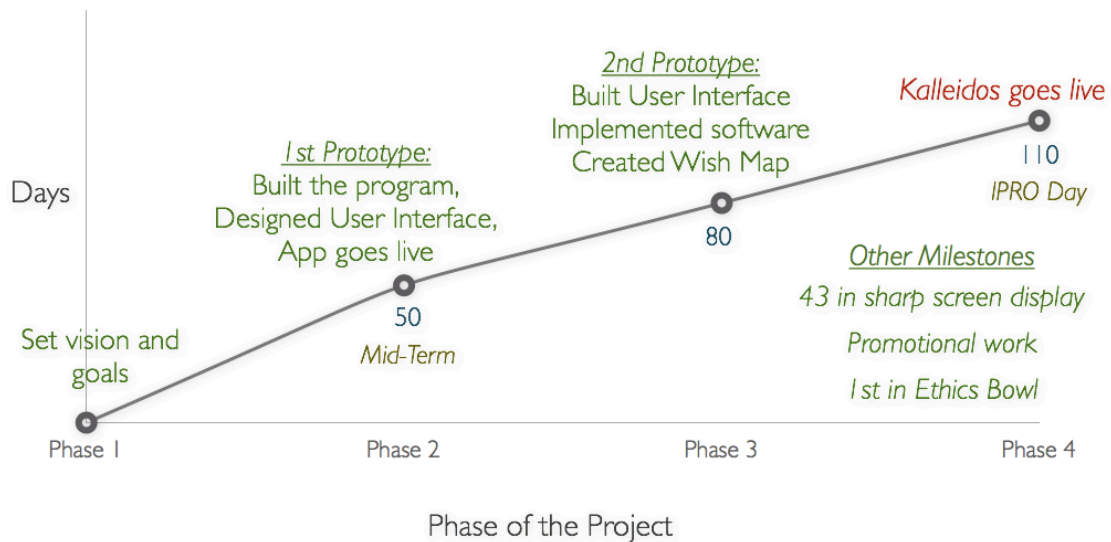 2nd Prototype:
Built User Interface
Implemented software
Created Wish Map
Kalleidos goes live
110
IPRO Day
1st Prototype:
Built the program,
Designed User Interface,
App goes live
Days
80
50
Mid-Term
Other Milestones
43 in sharp screen display
Promotional work
1st in Ethics Bowl
Set vision and
goals
Phase 1
Phase 2
Phase 3
Phase 4
Phase of the Project